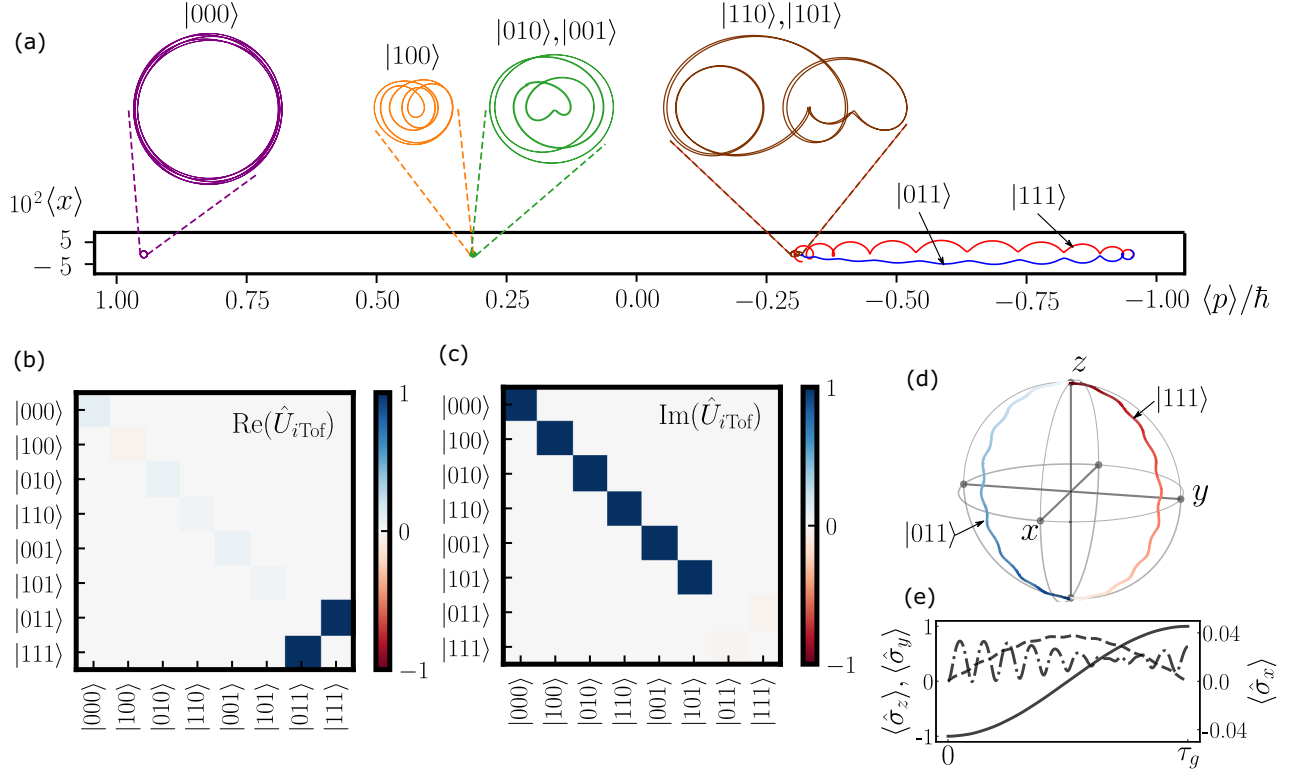 (a)
|000⟩
|100⟩
|010⟩,|001⟩
|110⟩,|101⟩
10² ⟨x⟩
5
−5
|011⟩
|111⟩
1.00 0.75 0.50 0.25 0.00 −0.25 −0.50 −0.75 −1.00 ⟨p⟩/ℏ
(b)
Re(Û_iTof)
|000⟩
|100⟩
|010⟩
|110⟩
|001⟩
|101⟩
|011⟩
|111⟩
|000⟩ |100⟩ |010⟩ |110⟩ |001⟩ |101⟩ |011⟩ |111⟩
1
0
−1
(c)
Im(Û_iTof)
|000⟩
|100⟩
|010⟩
|110⟩
|001⟩
|101⟩
|011⟩
|111⟩
|000⟩ |100⟩ |010⟩ |110⟩ |001⟩ |101⟩ |011⟩ |111⟩
1
0
−1
(d)
z
|111⟩
y
x
|011⟩
(e)
⟨σ̂_z⟩, ⟨σ̂_y⟩
1
0
-1
0.04
0.0
-0.04
⟨σ̂_x⟩
0 τ_g